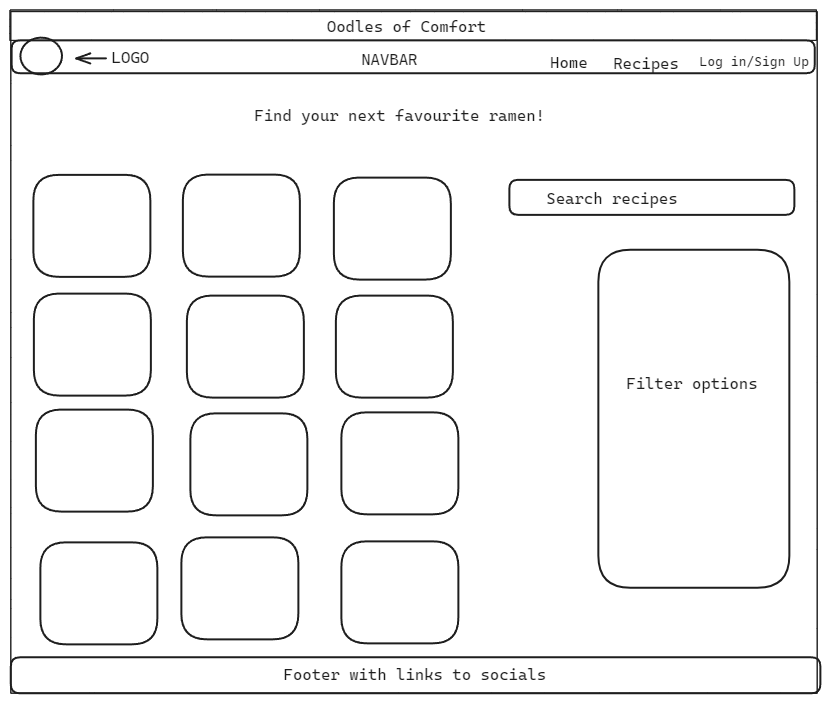 Oodles of Comfort
LOGO
NAVBAR
Home
Recipes
Log in/Sign Up
Find your next favourite ramen!
Search recipes
Filter options
Footer with links to socials